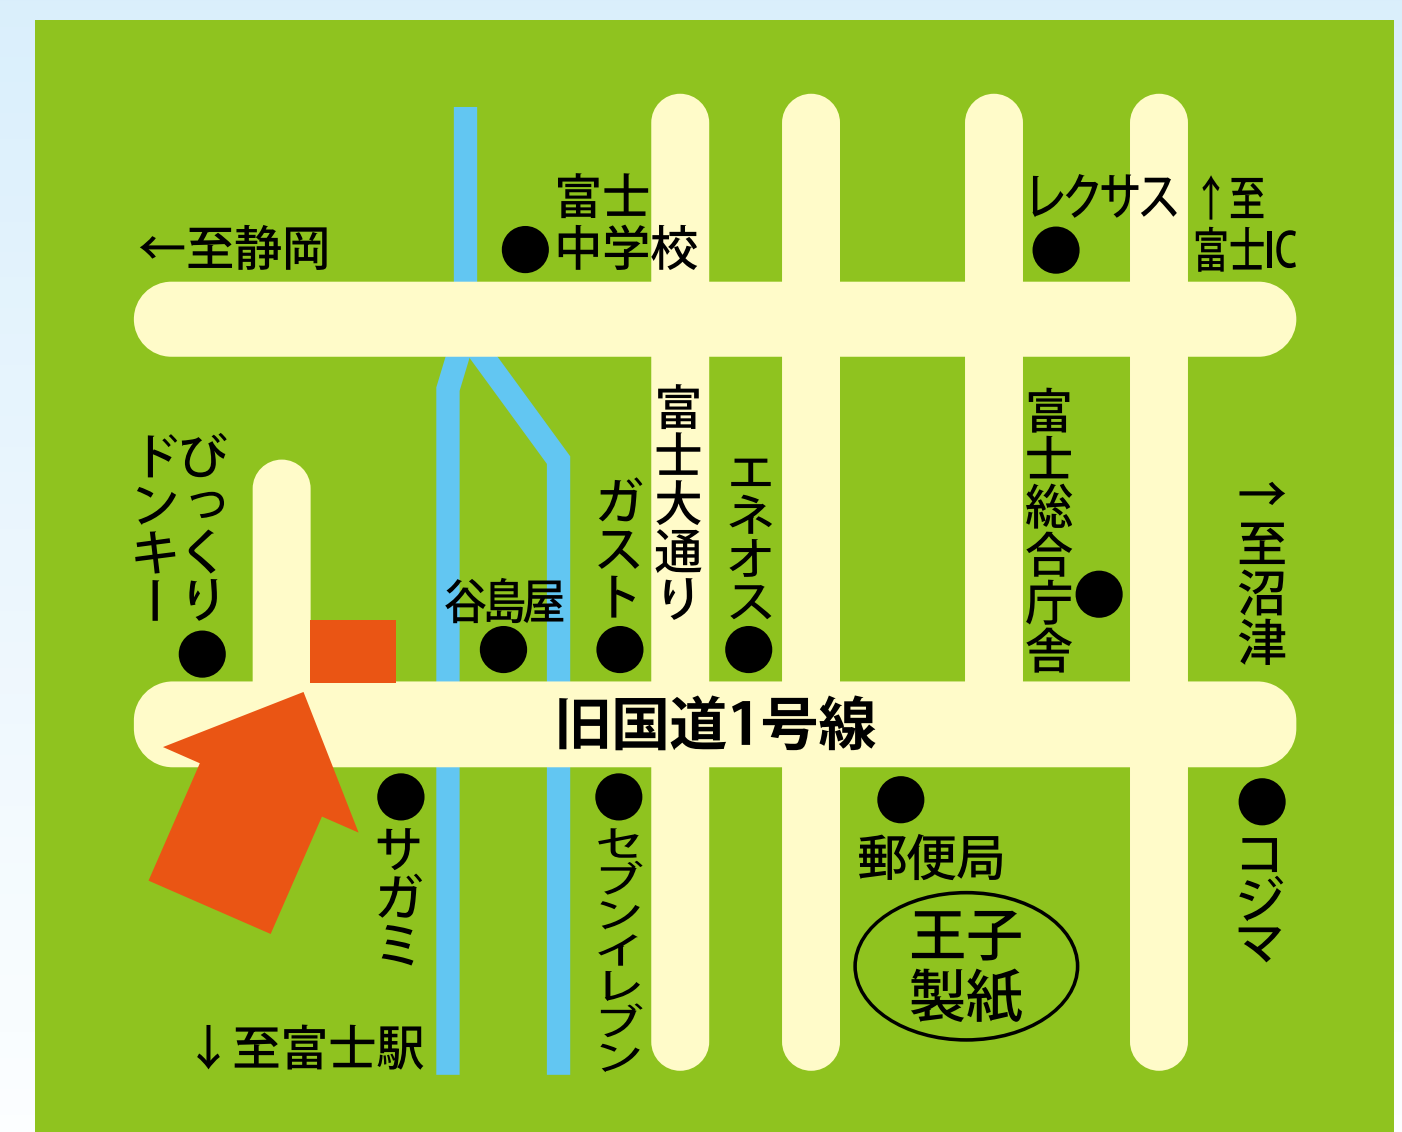 富士
中学校
←至静岡
レクサス
↑至
富士IC
びっくり
ドンキー
谷島屋
ガスト
富士大通り
エネオス
富士総合庁舎
→至沼津
旧国道1号線
サガミ
セブンイレブン
郵便局
王子
製紙
コジマ
↓至富士駅